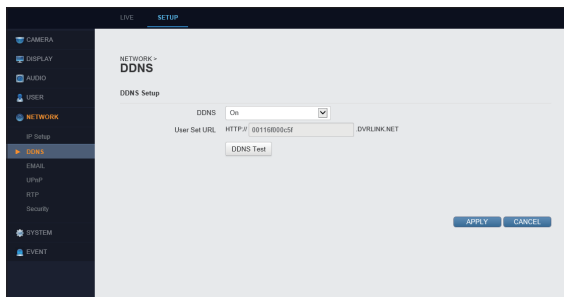 LIVE SETUP
CAMERA
DISPLAY
AUDIO
USER
NETWORK
IP Setup
DDNS
EMAIL
UPnP
RTP
Security
SYSTEM
EVENT
NETWORK >
DDNS
DDNS Setup
DDNS On
User Set URL HTTP:// 00116f000c5f .DVRLINK.NET
DDNS Test
APPLY CANCEL